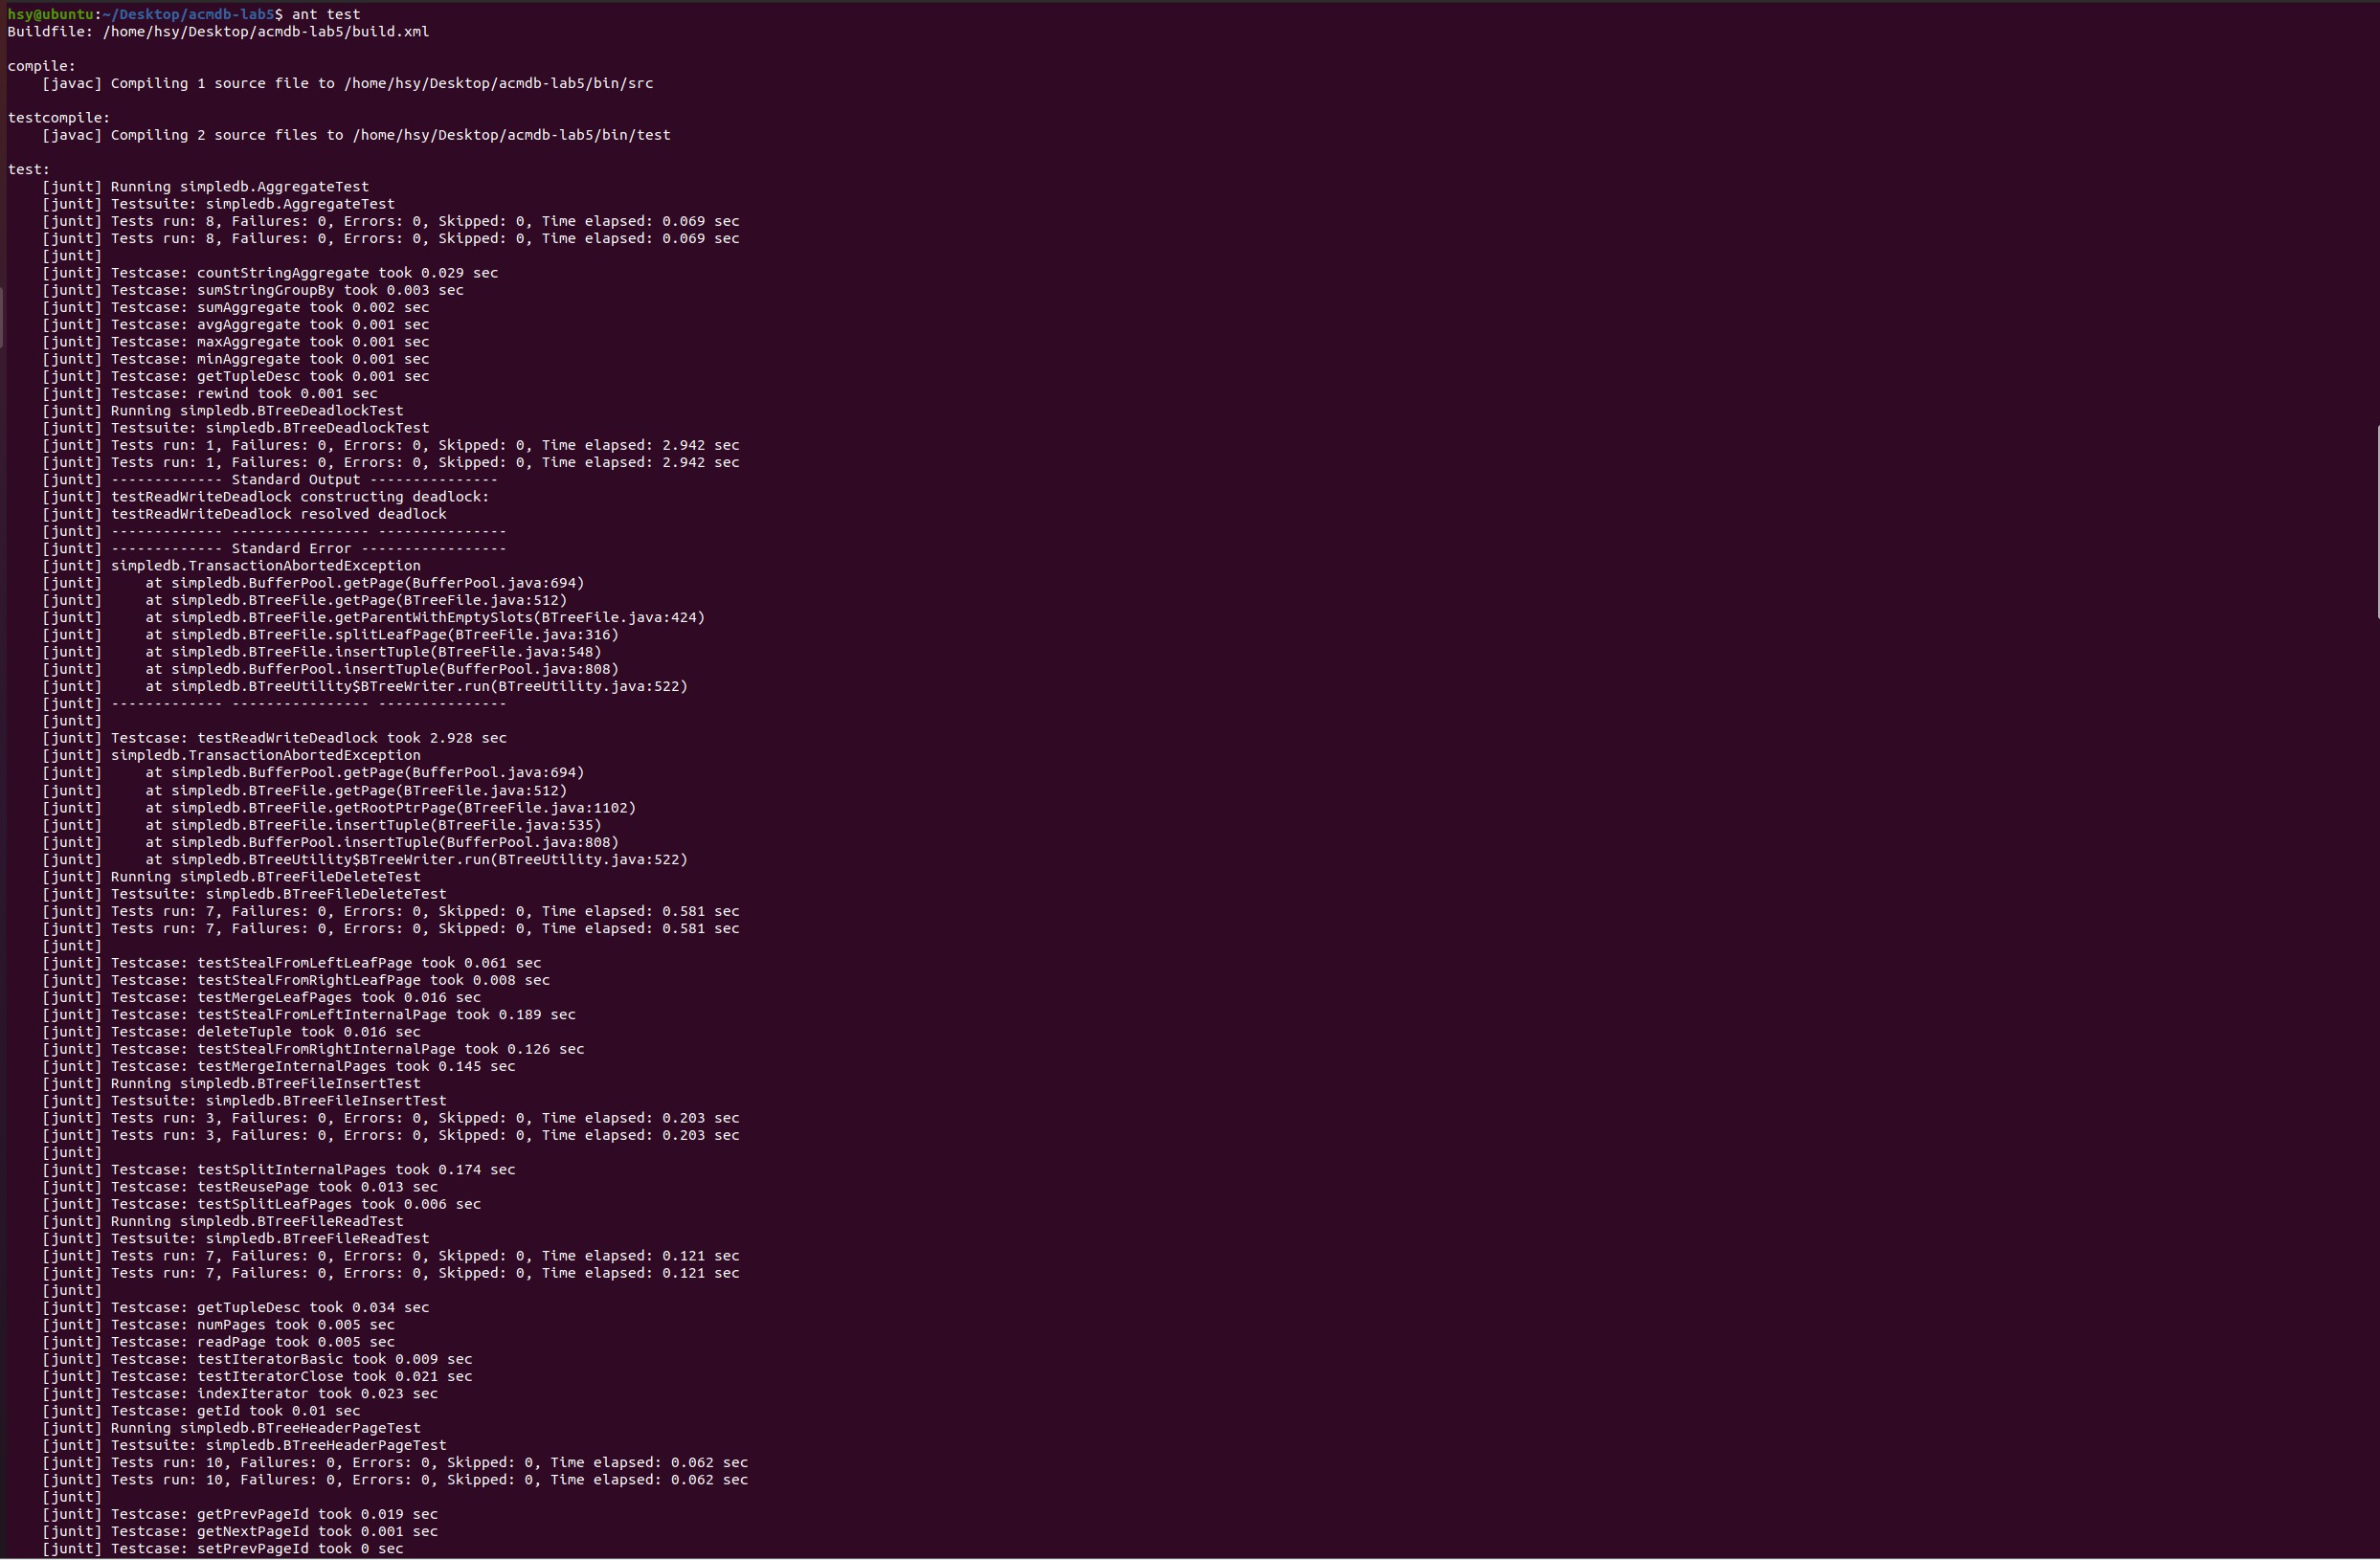 hsy@ubuntu:~/Desktop/acmdb-lab5$ ant test
Buildfile: /home/hsy/Desktop/acmdb-lab5/build.xml
compile:
    [javac] Compiling 1 source file to /home/hsy/Desktop/acmdb-lab5/bin/src
testcompile:
    [javac] Compiling 2 source files to /home/hsy/Desktop/acmdb-lab5/bin/test
test:
    [junit] Running simpledb.AggregateTest
    [junit] Testsuite: simpledb.AggregateTest
    [junit] Tests run: 8, Failures: 0, Errors: 0, Skipped: 0, Time elapsed: 0.069 sec
    [junit] Tests run: 8, Failures: 0, Errors: 0, Skipped: 0, Time elapsed: 0.069 sec
    [junit]
    [junit] Testcase: countStringAggregate took 0.029 sec
    [junit] Testcase: sumStringGroupBy took 0.003 sec
    [junit] Testcase: sumAggregate took 0.002 sec
    [junit] Testcase: avgAggregate took 0.001 sec
    [junit] Testcase: maxAggregate took 0.001 sec
    [junit] Testcase: minAggregate took 0.001 sec
    [junit] Testcase: getTupleDesc took 0.001 sec
    [junit] Testcase: rewind took 0.001 sec
    [junit] Running simpledb.BTreeDeadlockTest
    [junit] Testsuite: simpledb.BTreeDeadlockTest
    [junit] Tests run: 1, Failures: 0, Errors: 0, Skipped: 0, Time elapsed: 2.942 sec
    [junit] Tests run: 1, Failures: 0, Errors: 0, Skipped: 0, Time elapsed: 2.942 sec
    [junit] ------------- Standard Output ---------------
    [junit] testReadWriteDeadlock constructing deadlock:
    [junit] testReadWriteDeadlock resolved deadlock
    [junit] ------------- ---------------- ---------------
    [junit] ------------- Standard Error -----------------
    [junit] simpledb.TransactionAbortedException
    [junit]     at simpledb.BufferPool.getPage(BufferPool.java:694)
    [junit]     at simpledb.BTreeFile.getPage(BTreeFile.java:512)
    [junit]     at simpledb.BTreeFile.getParentWithEmptySlots(BTreeFile.java:424)
    [junit]     at simpledb.BTreeFile.splitLeafPage(BTreeFile.java:316)
    [junit]     at simpledb.BTreeFile.insertTuple(BTreeFile.java:548)
    [junit]     at simpledb.BufferPool.insertTuple(BufferPool.java:808)
    [junit]     at simpledb.BTreeUtility$BTreeWriter.run(BTreeUtility.java:522)
    [junit] ------------- ---------------- ---------------
    [junit]
    [junit] Testcase: testReadWriteDeadlock took 2.928 sec
    [junit] simpledb.TransactionAbortedException
    [junit]     at simpledb.BufferPool.getPage(BufferPool.java:694)
    [junit]     at simpledb.BTreeFile.getPage(BTreeFile.java:512)
    [junit]     at simpledb.BTreeFile.getRootPtrPage(BTreeFile.java:1102)
    [junit]     at simpledb.BTreeFile.insertTuple(BTreeFile.java:535)
    [junit]     at simpledb.BufferPool.insertTuple(BufferPool.java:808)
    [junit]     at simpledb.BTreeUtility$BTreeWriter.run(BTreeUtility.java:522)
    [junit] Running simpledb.BTreeFileDeleteTest
    [junit] Testsuite: simpledb.BTreeFileDeleteTest
    [junit] Tests run: 7, Failures: 0, Errors: 0, Skipped: 0, Time elapsed: 0.581 sec
    [junit] Tests run: 7, Failures: 0, Errors: 0, Skipped: 0, Time elapsed: 0.581 sec
    [junit]
    [junit] Testcase: testStealFromLeftLeafPage took 0.061 sec
    [junit] Testcase: testStealFromRightLeafPage took 0.008 sec
    [junit] Testcase: testMergeLeafPages took 0.016 sec
    [junit] Testcase: testStealFromLeftInternalPage took 0.189 sec
    [junit] Testcase: deleteTuple took 0.016 sec
    [junit] Testcase: testStealFromRightInternalPage took 0.126 sec
    [junit] Testcase: testMergeInternalPages took 0.145 sec
    [junit] Running simpledb.BTreeFileInsertTest
    [junit] Testsuite: simpledb.BTreeFileInsertTest
    [junit] Tests run: 3, Failures: 0, Errors: 0, Skipped: 0, Time elapsed: 0.203 sec
    [junit] Tests run: 3, Failures: 0, Errors: 0, Skipped: 0, Time elapsed: 0.203 sec
    [junit]
    [junit] Testcase: testSplitInternalPages took 0.174 sec
    [junit] Testcase: testReusePage took 0.013 sec
    [junit] Testcase: testSplitLeafPages took 0.006 sec
    [junit] Running simpledb.BTreeFileReadTest
    [junit] Testsuite: simpledb.BTreeFileReadTest
    [junit] Tests run: 7, Failures: 0, Errors: 0, Skipped: 0, Time elapsed: 0.121 sec
    [junit] Tests run: 7, Failures: 0, Errors: 0, Skipped: 0, Time elapsed: 0.121 sec
    [junit]
    [junit] Testcase: getTupleDesc took 0.034 sec
    [junit] Testcase: numPages took 0.005 sec
    [junit] Testcase: readPage took 0.005 sec
    [junit] Testcase: testIteratorBasic took 0.009 sec
    [junit] Testcase: testIteratorClose took 0.021 sec
    [junit] Testcase: indexIterator took 0.023 sec
    [junit] Testcase: getId took 0.01 sec
    [junit] Running simpledb.BTreeHeaderPageTest
    [junit] Testsuite: simpledb.BTreeHeaderPageTest
    [junit] Tests run: 10, Failures: 0, Errors: 0, Skipped: 0, Time elapsed: 0.062 sec
    [junit] Tests run: 10, Failures: 0, Errors: 0, Skipped: 0, Time elapsed: 0.062 sec
    [junit]
    [junit] Testcase: getPrevPageId took 0.019 sec
    [junit] Testcase: getNextPageId took 0.001 sec
    [junit] Testcase: setPrevPageId took 0 sec